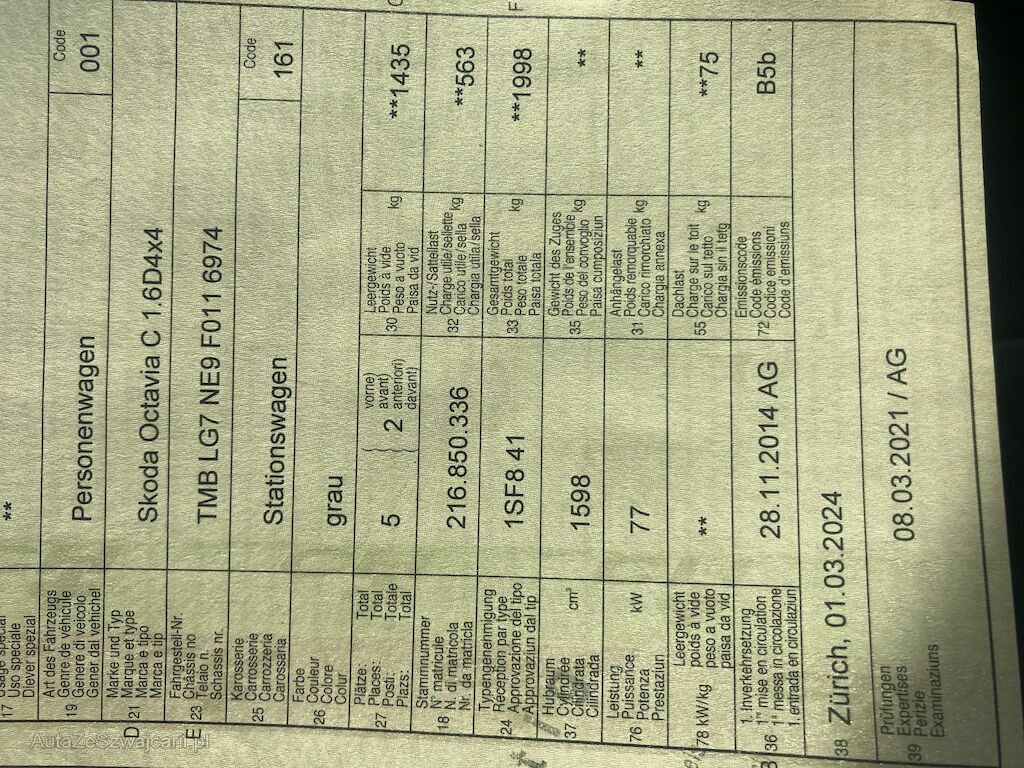 Usage spécial
Uso speciale
17 Diever spezial **
Art des Fahrzeugs
Genre de véhicule
19 Genere di veicolo Personenwagen Code 001
Gener dal vehichel
D Marke und Typ
21 Marque et type Skoda Octavia C 1.6D4x4
Marca e tipo
Marca e tip
E Fahrgestell-Nr.
23 Châssis no TMB LG7 NE9 F011 6974
Telaio n.
Schassis nr.
Karosserie
25 Carrosserie Stationswagen Code 161
Carrozzeria
Carossaria
Farbe
26 Couleur grau
Colore
Colur
Plätze: Total vorne)
27 Places: Total 5 { 2 avant)
Posti: Totale anteriori)
Plazs: Total davant)
Leergewicht
30 Poids à vide kg **1435
Peso a vuoto
Paisa da vid
Stammnummer
18 N° matricule 216.850.336
N. di matricola
Nr. da matricla
Nutz-/Sattellast
32 Charge utile/sellette kg **563
Carico utile/sella
Chargia utila/sella
Typengenehmigung
24 Réception par type 1SF8 41
Approvazione del tipo
Approvaziun dal tip
Gesamtgewicht
33 Poids total kg **1998
Peso totale
Paisa totala
Hubraum
37 Cylindrée cm³ 1598
Cilindrata
Cilindrada
Gewicht des Zuges
35 Poids de l'ensemble kg **
Peso del convoglio
Paisa cumposiziun
Leistung
76 Puissance kW 77
Potenza
Prestaziun
Anhängelast
31 Poids remorquable kg **
Carico rimorchiato
Chargia annexa
Leergewicht
78 kW/kg poids à vide **
peso a vuoto
paisa da vid
Dachlast
55 Charge sur le toit kg **75
Carico sul tetto
Chargia sin il tetg
B 1. Inverkehrsetzung
36 1re mise en circulation 28.11.2014 AG
1a messa in circolazione
1. entrada en circulaziun
Emissionscode
72 Code émissions B5b
Codice emissioni
Code d'emissiuns
38 Zürich, 01.03.2024
Prüfungen
39 Expertises 08.03.2021 / AG
Perizie
Examinaziuns
AutaZeSzwajcarii.pl